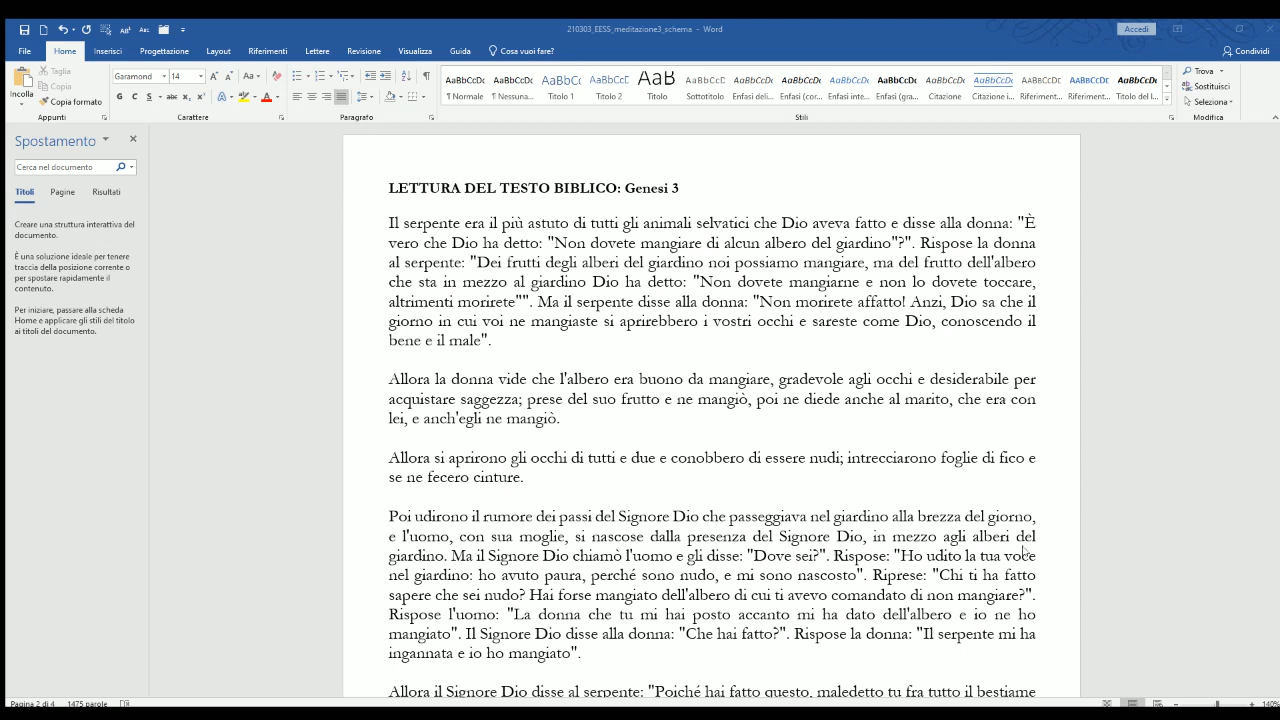 210303_EESS_meditazione3_schema - Word
Accedi
File Home Inserisci Progettazione Layout Riferimenti Lettere Revisione Visualizza Guida Cosa vuoi fare? Condividi
Incolla
Taglia
Copia
Copia formato
Appunti
Garamond 14
Carattere
Paragrafo
¶ Normale ¶ Nessuna... Titolo 1 Titolo 2 Titolo Sottotitolo Enfasi deli... Enfasi (cor... Enfasi inte... Enfasi (gra... Citazione Citazione i... Riferiment... Riferiment... Titolo del l...
Stili
Trova
Sostituisci
Seleziona
Modifica
Spostamento
Cerca nel documento
Titoli Pagine Risultati
Creare una struttura interattiva del
documento.
È una soluzione ideale per tenere
traccia della posizione corrente o
per spostare rapidamente il
contenuto.
Per iniziare, passare alla scheda
Home e applicare gli stili del titolo
ai titoli del documento.
LETTURA DEL TESTO BIBLICO: Genesi 3
Il serpente era il più astuto di tutti gli animali selvatici che Dio aveva fatto e disse alla donna: "È
vero che Dio ha detto: "Non dovete mangiare di alcun albero del giardino"?". Rispose la donna
al serpente: "Dei frutti degli alberi del giardino noi possiamo mangiare, ma del frutto dell'albero
che sta in mezzo al giardino Dio ha detto: "Non dovete mangiarne e non lo dovete toccare,
altrimenti morirete"". Ma il serpente disse alla donna: "Non morirete affatto! Anzi, Dio sa che il
giorno in cui voi ne mangiaste si aprirebbero i vostri occhi e sareste come Dio, conoscendo il
bene e il male".
Allora la donna vide che l'albero era buono da mangiare, gradevole agli occhi e desiderabile per
acquistare saggezza; prese del suo frutto e ne mangiò, poi ne diede anche al marito, che era con
lei, e anch'egli ne mangiò.
Allora si aprirono gli occhi di tutti e due e conobbero di essere nudi; intrecciarono foglie di fico e
se ne fecero cinture.
Poi udirono il rumore dei passi del Signore Dio che passeggiava nel giardino alla brezza del giorno,
e l'uomo, con sua moglie, si nascose dalla presenza del Signore Dio, in mezzo agli alberi del
giardino. Ma il Signore Dio chiamò l'uomo e gli disse: "Dove sei?". Rispose: "Ho udito la tua voce
nel giardino: ho avuto paura, perché sono nudo, e mi sono nascosto". Riprese: "Chi ti ha fatto
sapere che sei nudo? Hai forse mangiato dell'albero di cui ti avevo comandato di non mangiare?".
Rispose l'uomo: "La donna che tu mi hai posto accanto mi ha dato dell'albero e io ne ho
mangiato". Il Signore Dio disse alla donna: "Che hai fatto?". Rispose la donna: "Il serpente mi ha
ingannata e io ho mangiato".
Allora il Signore Dio disse al serpente: "Poiché hai fatto questo, maledetto tu fra tutto il bestiame
Pagina 2 di 4 1475 parole 140%